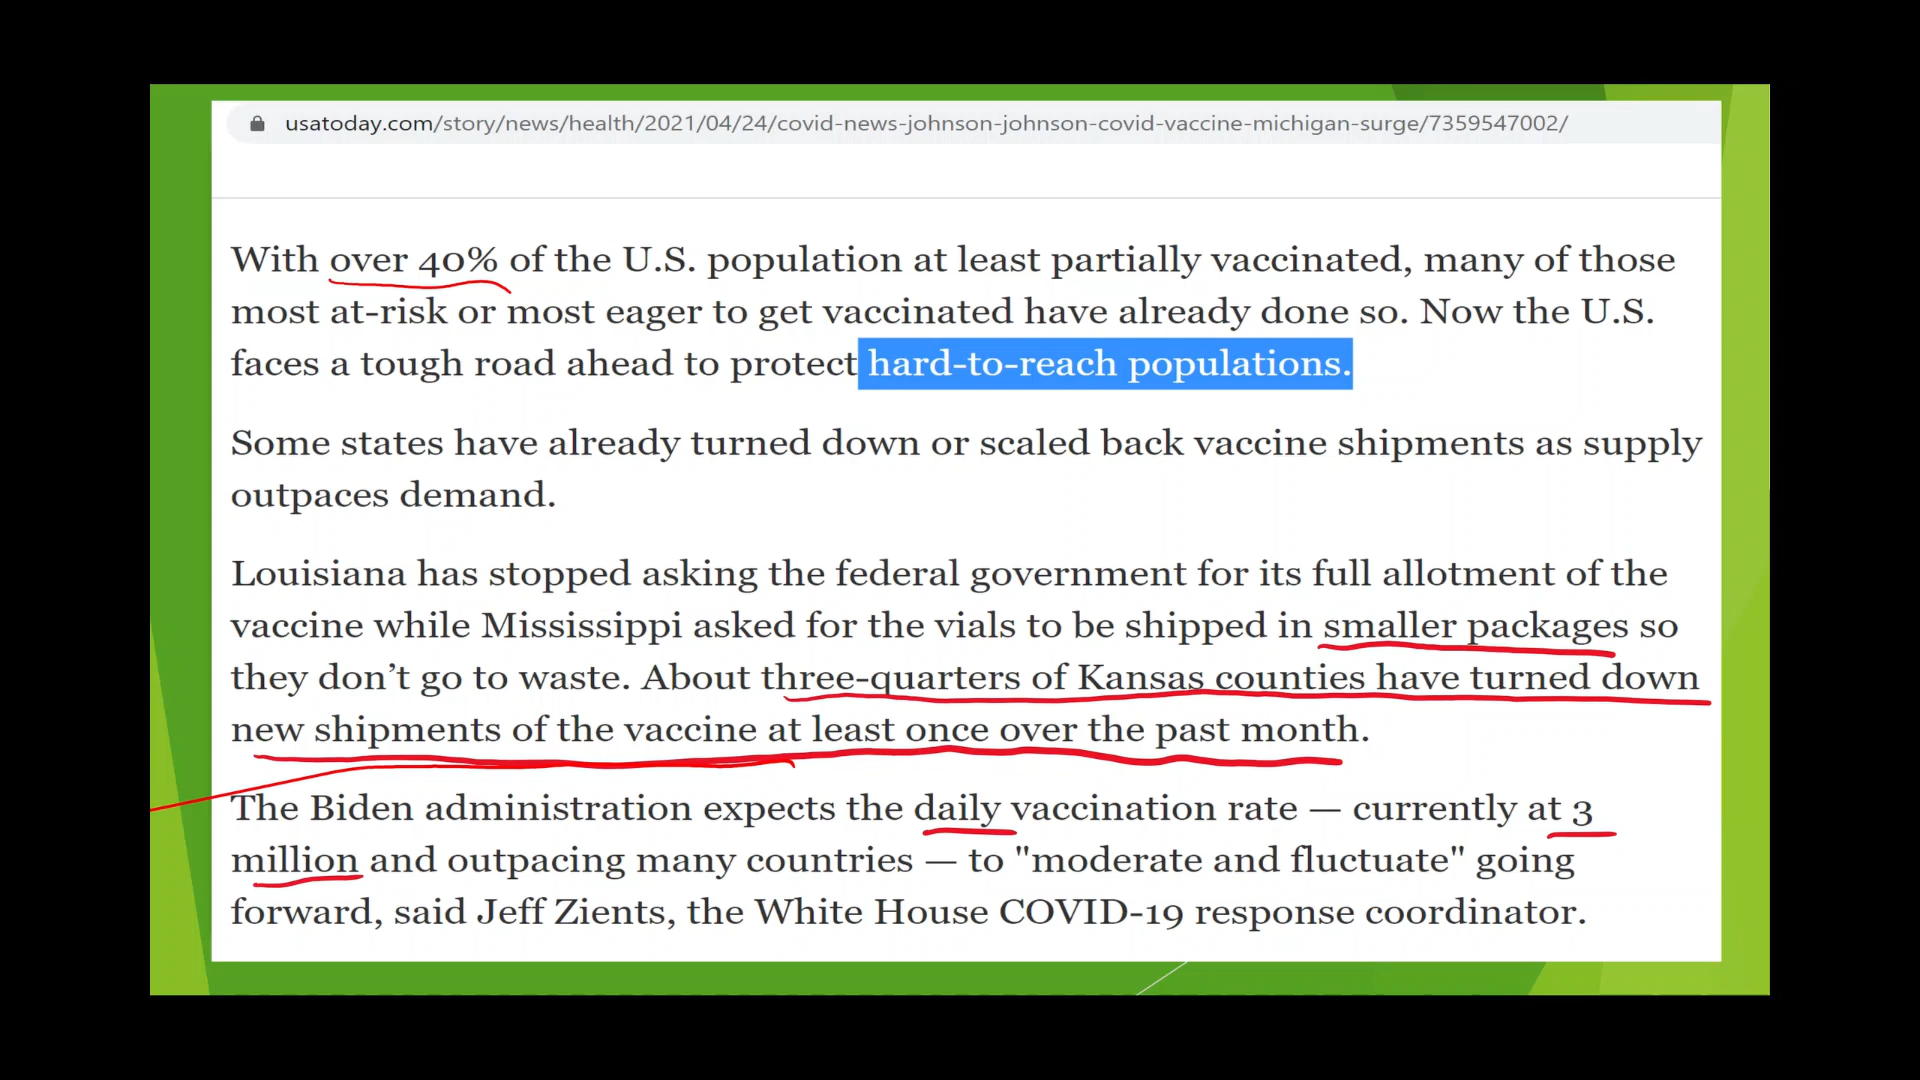 usatoday.com/story/news/health/2021/04/24/covid-news-johnson-johnson-covid-vaccine-michigan-surge/7359547002/
With over 40% of the U.S. population at least partially vaccinated, many of those
most at-risk or most eager to get vaccinated have already done so. Now the U.S.
faces a tough road ahead to protect hard-to-reach populations.
Some states have already turned down or scaled back vaccine shipments as supply
outpaces demand.
Louisiana has stopped asking the federal government for its full allotment of the
vaccine while Mississippi asked for the vials to be shipped in smaller packages so
they don’t go to waste. About three-quarters of Kansas counties have turned down
new shipments of the vaccine at least once over the past month.
The Biden administration expects the daily vaccination rate — currently at 3
million and outpacing many countries — to "moderate and fluctuate" going
forward, said Jeff Zients, the White House COVID-19 response coordinator.